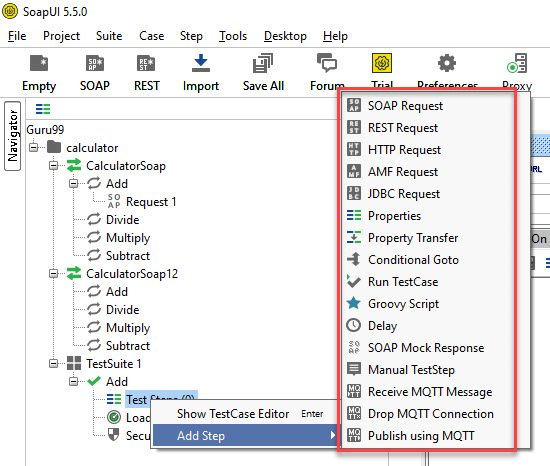 SoapUI 5.5.0
File Project Suite Case Step Tools Desktop Help
Empty SOAP REST Import Save All Forum Trial Preferences Proxy
Navigator
Guru99
calculator
CalculatorSoap
Add
SOAP Request 1
Divide
Multiply
Subtract
CalculatorSoap12
Add
Divide
Multiply
Subtract
TestSuite 1
Add
Test Steps (0)
Load
Secu
Show TestCase Editor Enter
Add Step
SOAP Request
REST Request
HTTP Request
AMF Request
JDBC Request
Properties
Property Transfer
Conditional Goto
Run TestCase
Groovy Script
Delay
SOAP Mock Response
Manual TestStep
Receive MQTT Message
Drop MQTT Connection
Publish using MQTT
URL
On